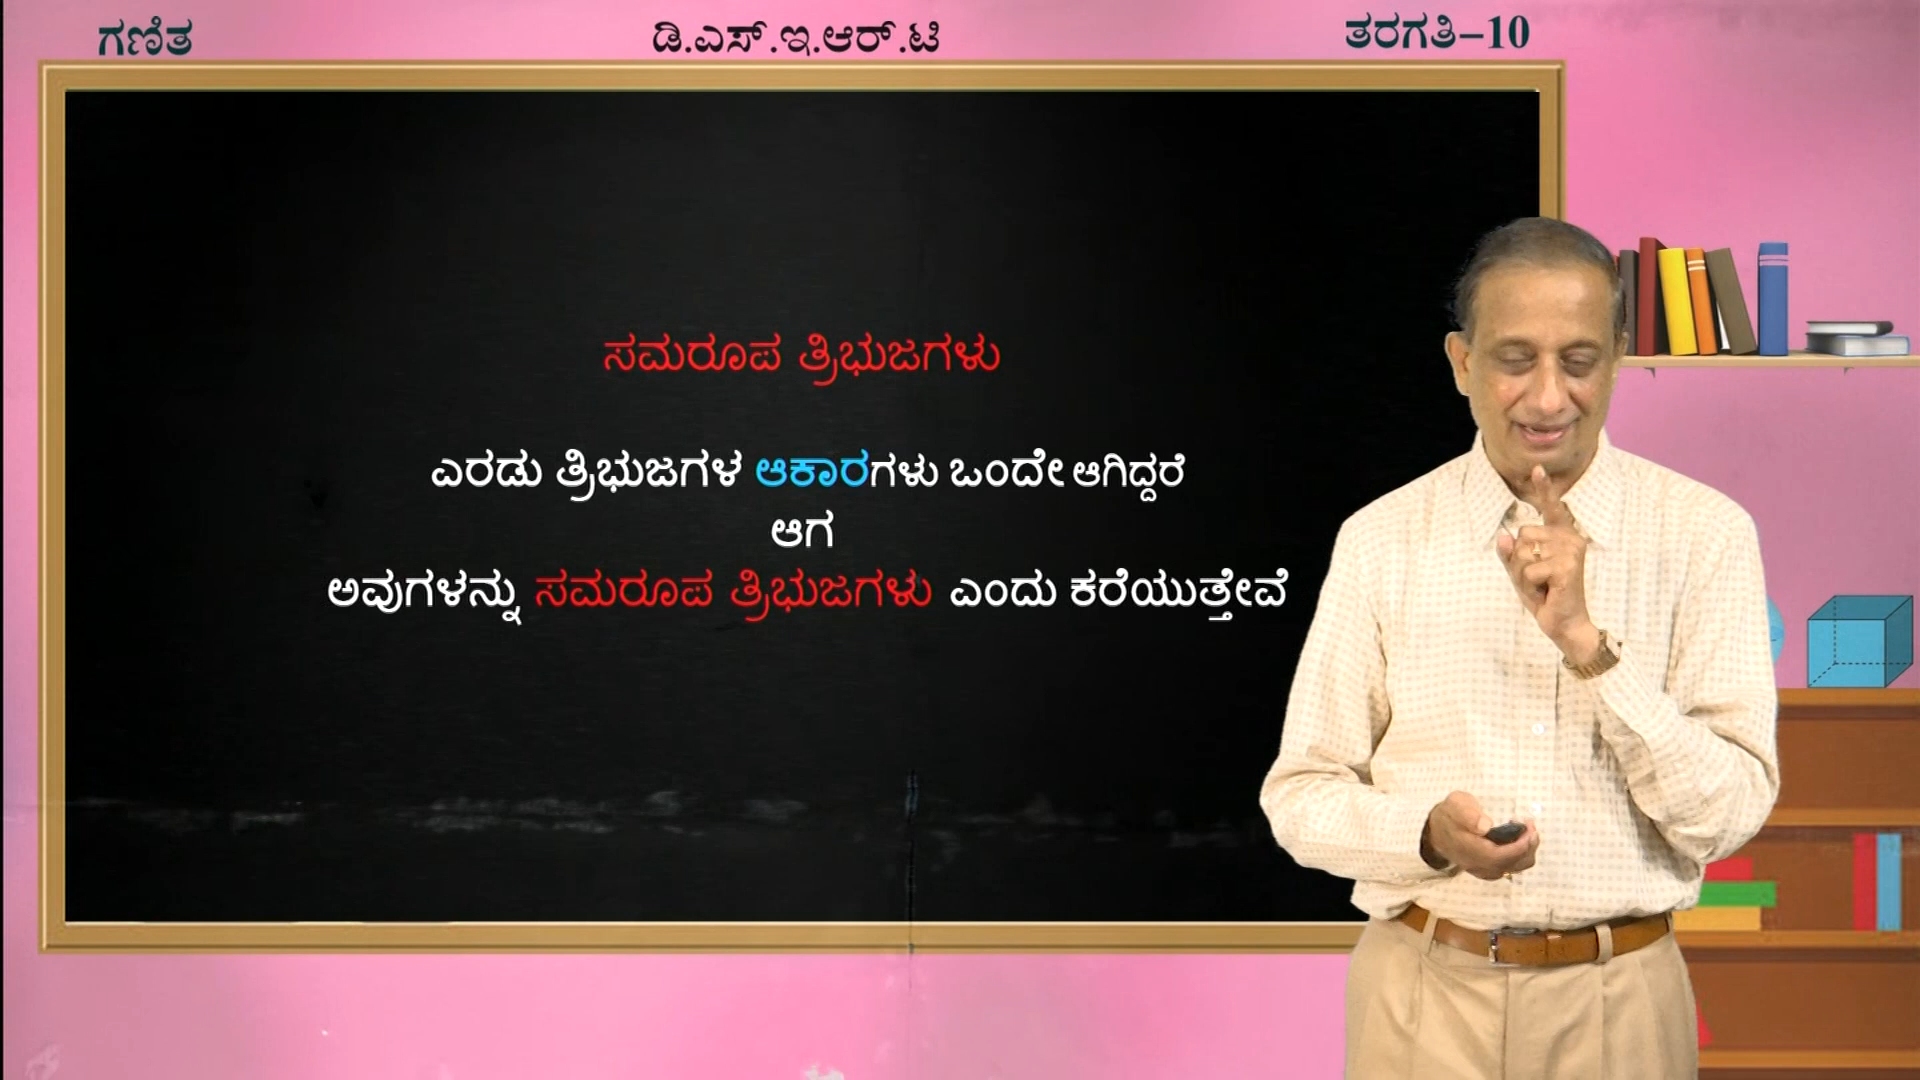 ಗಣಿತ
ಡಿ.ಎಸ್.ಇ.ಆರ್.ಟಿ
ತರಗತಿ–10
ಸಮರೂಪ ತ್ರಿಭುಜಗಳು
ಎರಡು ತ್ರಿಭುಜಗಳ ಆಕಾರಗಳು ಒಂದೇ ಆಗಿದ್ದರೆ
ಆಗ
ಅವುಗಳನ್ನು ಸಮರೂಪ ತ್ರಿಭುಜಗಳು ಎಂದು ಕರೆಯುತ್ತೇವೆ